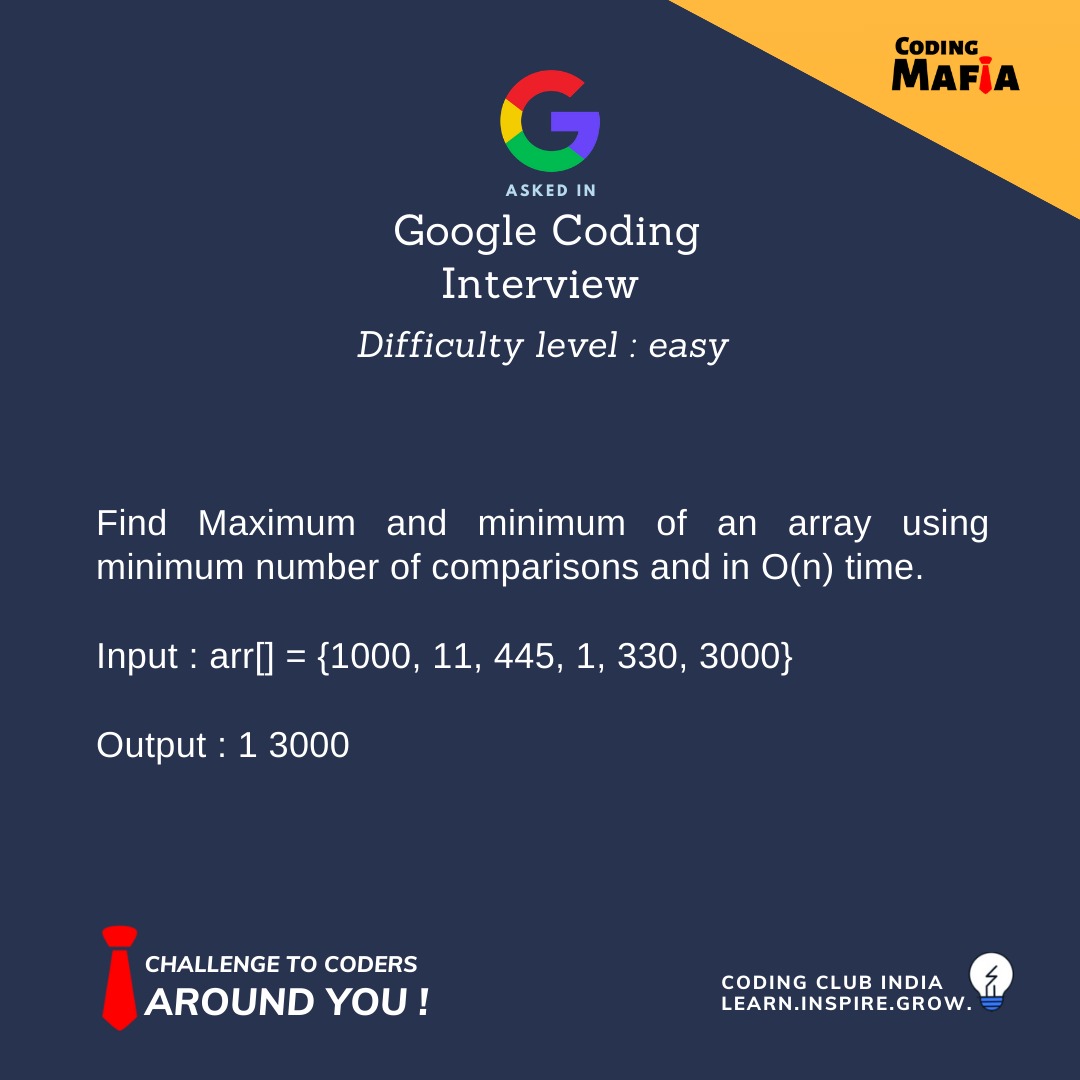 CODING
MAFIA
ASKED IN
Google Coding
Interview
Difficulty level : easy
Find Maximum and minimum of an array using
minimum number of comparisons and in O(n) time.
Input : arr[] = {1000, 11, 445, 1, 330, 3000}
Output : 1 3000
CHALLENGE TO CODERS
AROUND YOU !
CODING CLUB INDIA
LEARN.INSPIRE.GROW.